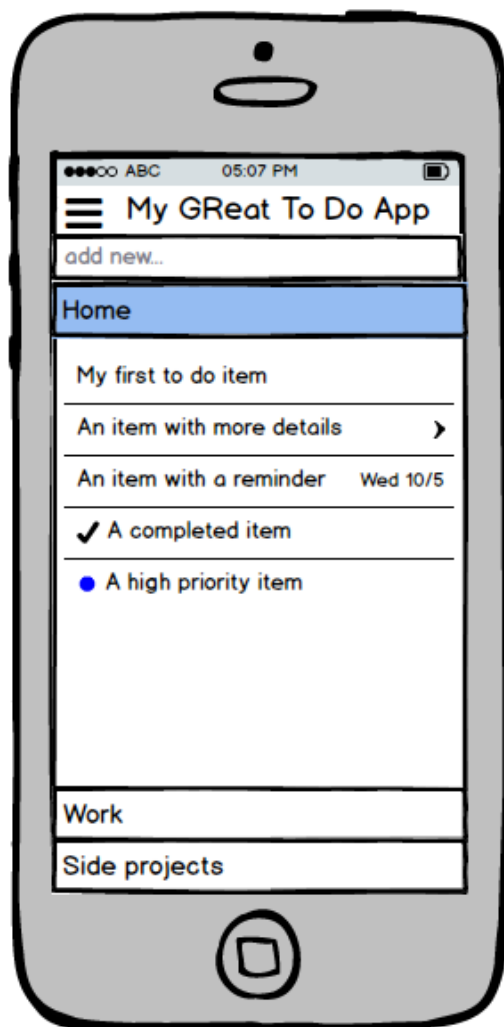 ABC 05:07 PM
My GReat To Do App
add new...
Home
My first to do item
An item with more details
An item with a reminder Wed 10/5
A completed item
A high priority item
Work
Side projects